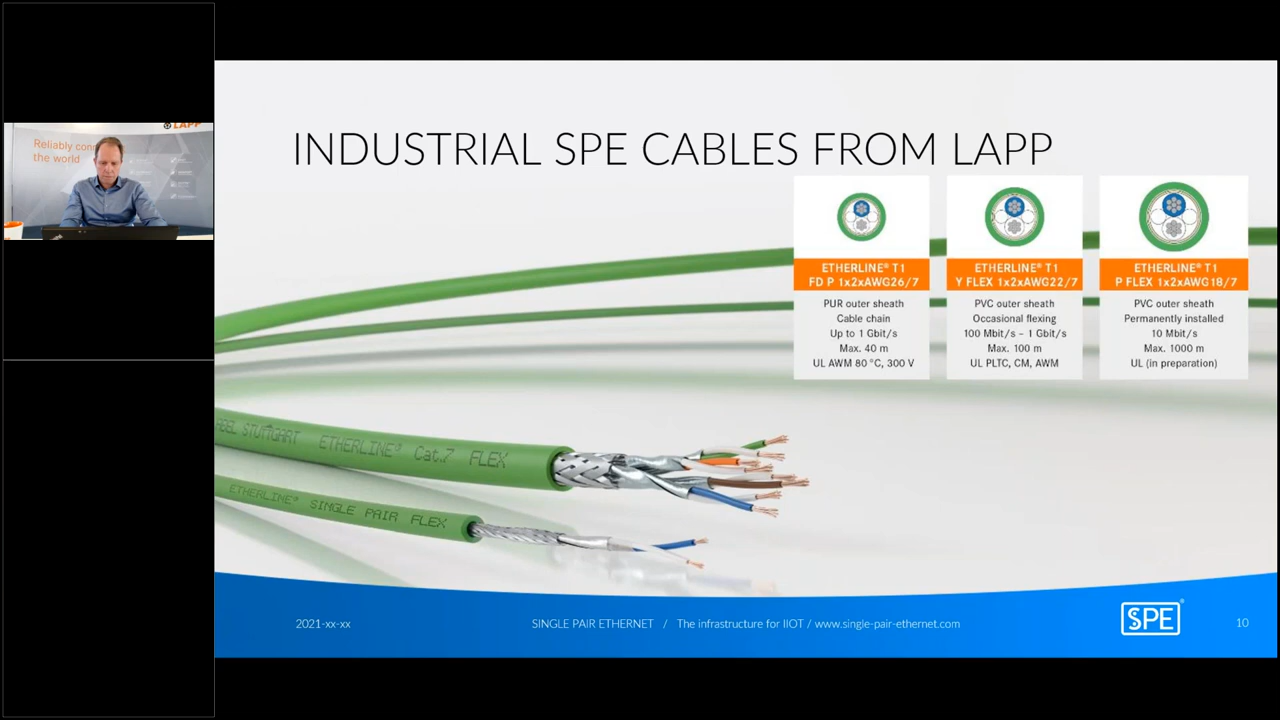 LAPP
Reliably con
the world
INDUSTRIAL SPE CABLES FROM LAPP
ETHERLINE® T1
FD P 1x2xAWG26/7
PUR outer sheath
Cable chain
Up to 1 Gbit/s
Max. 40 m
UL AWM 80 °C, 300 V
ETHERLINE® T1
Y FLEX 1x2xAWG22/7
PVC outer sheath
Occasional flexing
100 Mbit/s – 1 Gbit/s
Max. 100 m
UL PLTC, CM, AWM
ETHERLINE® T1
P FLEX 1x2xAWG18/7
PVC outer sheath
Permanently installed
10 Mbit/s
Max. 1000 m
UL (in preparation)
ABEL STUTTGART ETHERLINE® Cat.7 FLEX
ETHERLINE® SINGLE PAIR FLEX
2021-xx-xx
SINGLE PAIR ETHERNET / The infrastructure for IIOT / www.single-pair-ethernet.com
SPE®
10